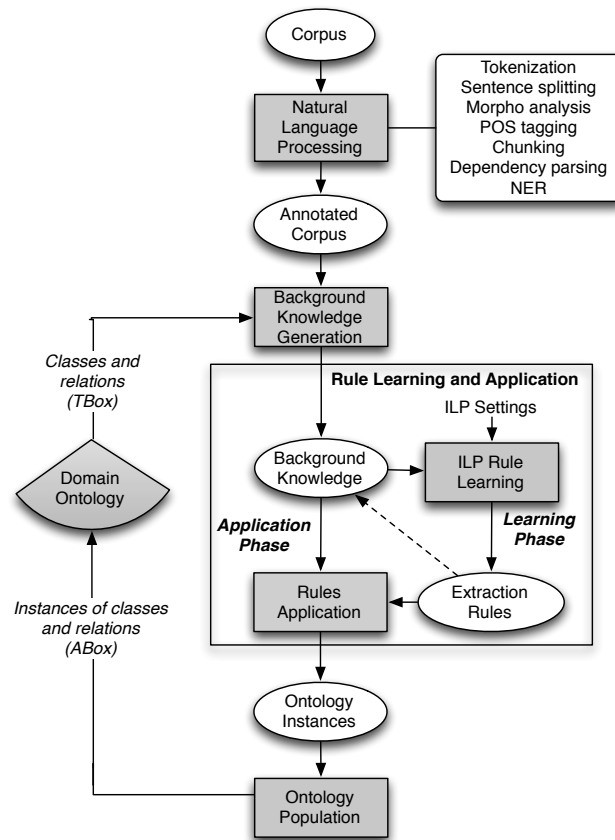 Corpus
Natural
Language
Processing
Tokenization
Sentence splitting
Morpho analysis
POS tagging
Chunking
Dependency parsing
NER
Annotated
Corpus
Background
Knowledge
Generation
Classes and
relations
(TBox)
Rule Learning and Application
ILP Settings
Background
Knowledge
ILP Rule
Learning
Domain
Ontology
Application
Phase
Learning
Phase
Rules
Application
Extraction
Rules
Instances of classes
and relations
(ABox)
Ontology
Instances
Ontology
Population